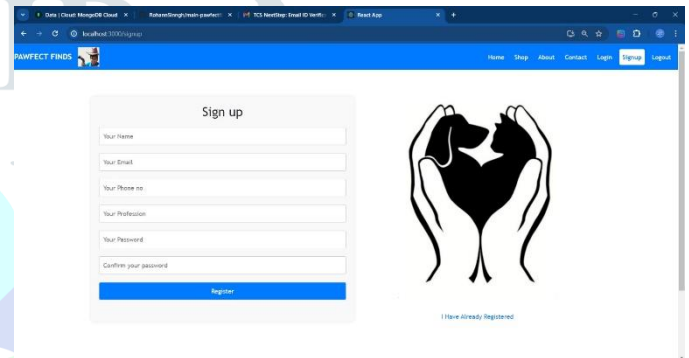 Data | Cloud: MongoDB Cloud
RohamSinngh/main-pawfect
TCS NextStep: Email ID Verific
React App
localhost:3000/signup
PAWFECT FINDS
Home Shop About Contact Login Signup Logout
Sign up
Your Name
Your Email
Your Phone no
Your Profession
Your Password
Confirm your password
Register
I Have Already Registered